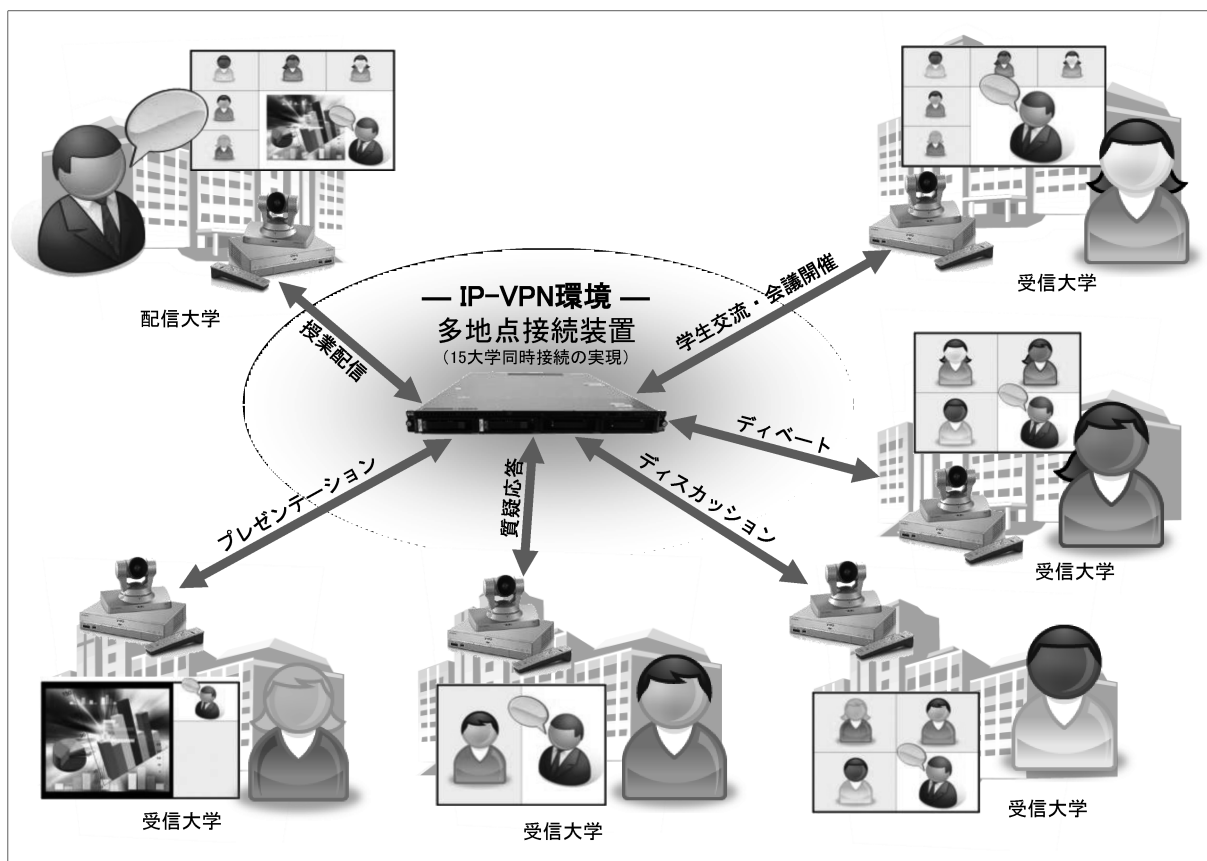 配信大学
受信大学
― IP-VPN環境 ―
多地点接続装置
（15大学同時接続の実現）
授業配信
学生交流・会議開催
ディベート
プレゼンテーション
質疑応答
ディスカッション
受信大学
受信大学
受信大学
受信大学